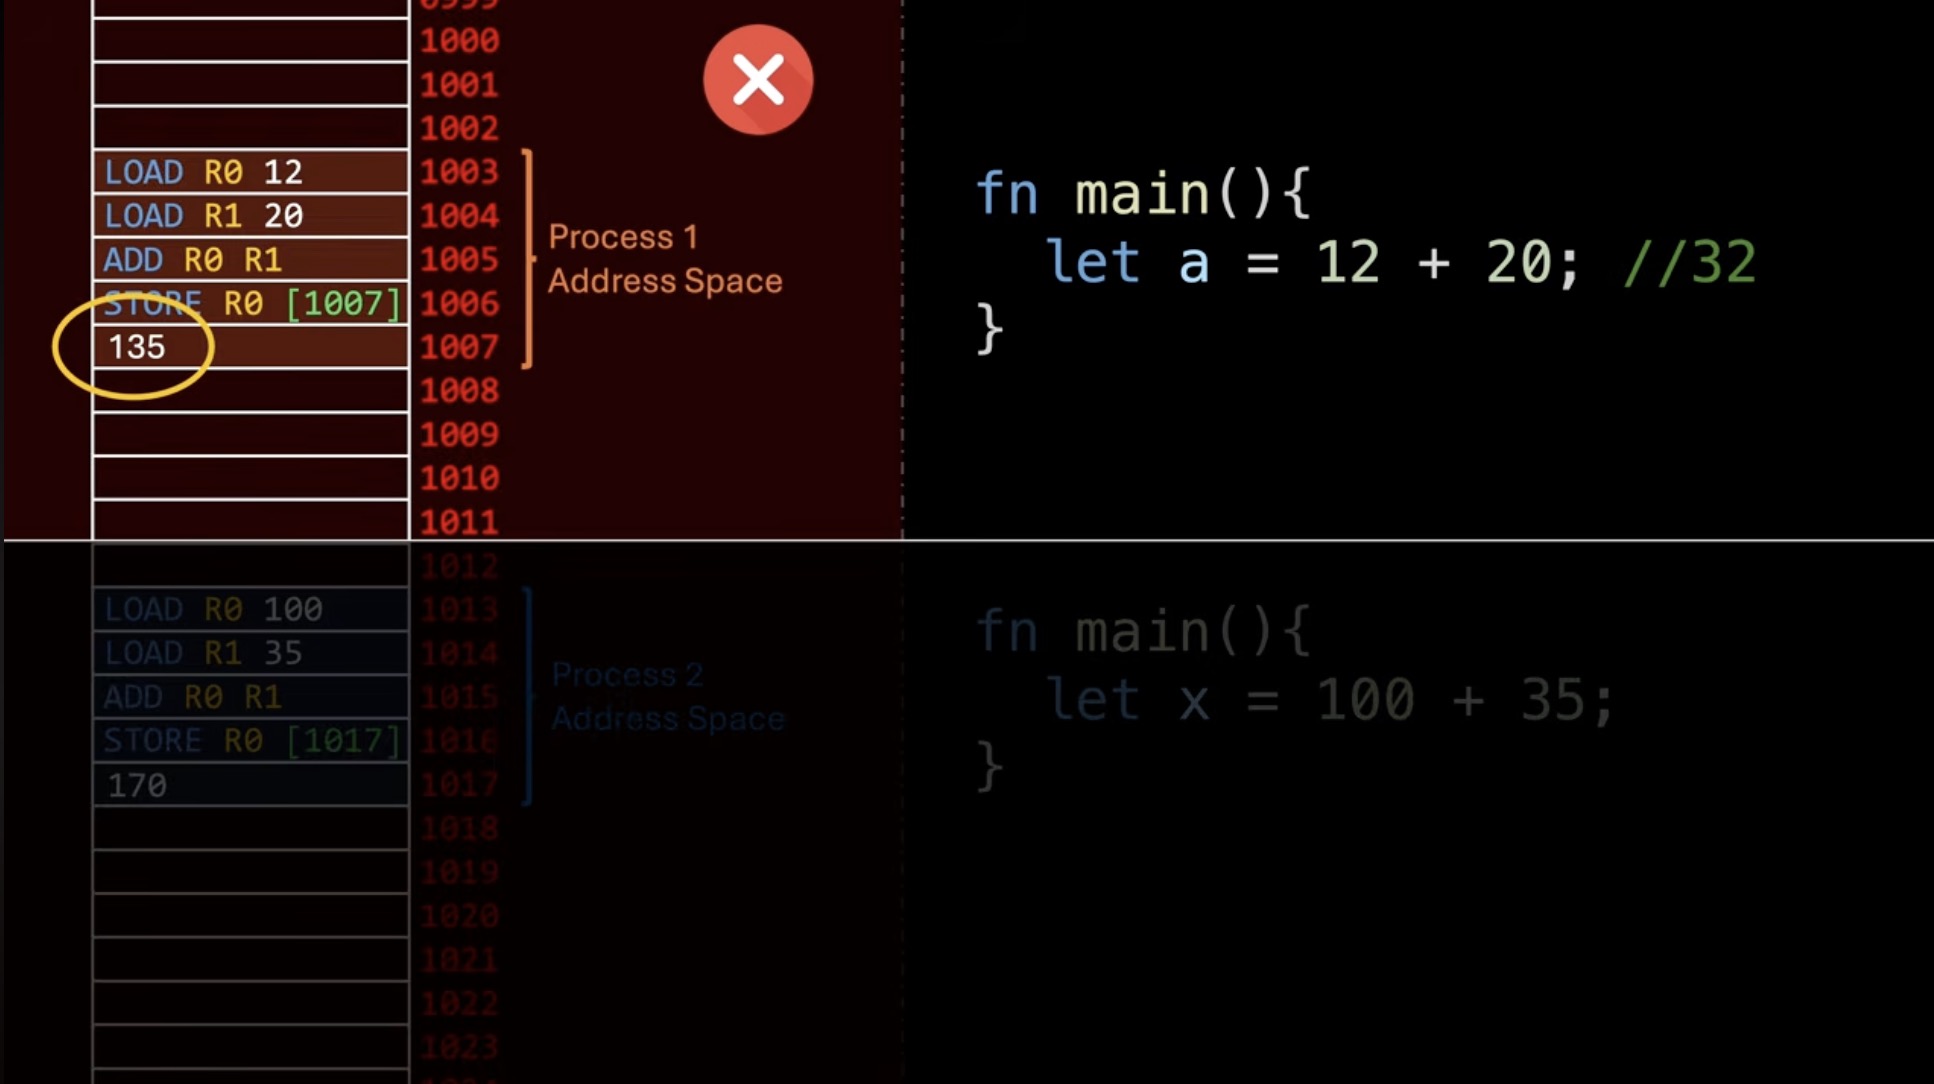 0999
1000
1001
1002
LOAD R0 12 1003
LOAD R1 20 1004
ADD R0 R1 1005
STORE R0 [1007] 1006
135 1007
1008
1009
1010
1011
Process 1
Address Space
fn main(){
let a = 12 + 20; //32
}
1012
LOAD R0 100 1013
LOAD R1 35 1014
ADD R0 R1 1015
STORE R0 [1017] 1016
170 1017
1018
1019
1020
1021
1022
1023
Process 2
Address Space
fn main(){
let x = 100 + 35;
}